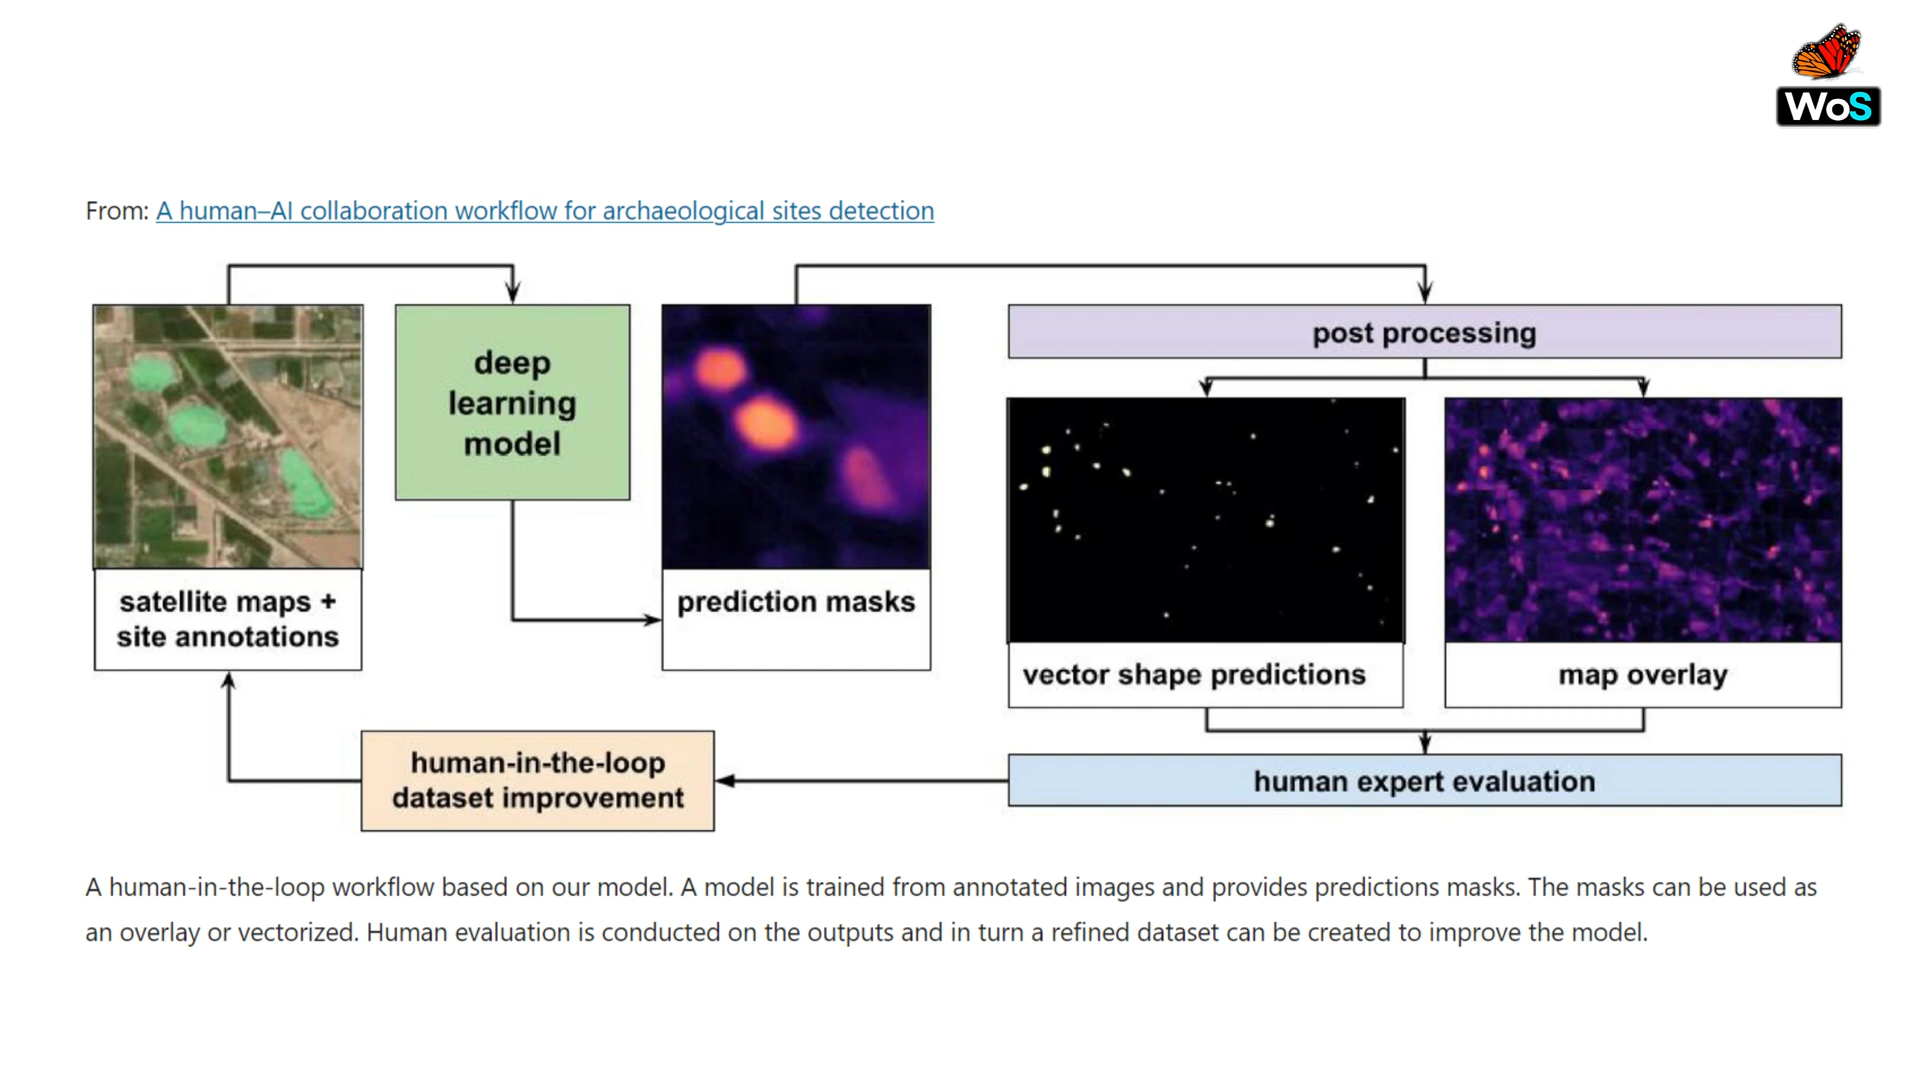 WoS
From: A human–AI collaboration workflow for archaeological sites detection
deep
learning
model
post processing
satellite maps +
site annotations
prediction masks
vector shape predictions
map overlay
human-in-the-loop
dataset improvement
human expert evaluation
A human-in-the-loop workflow based on our model. A model is trained from annotated images and provides predictions masks. The masks can be used as
an overlay or vectorized. Human evaluation is conducted on the outputs and in turn a refined dataset can be created to improve the model.